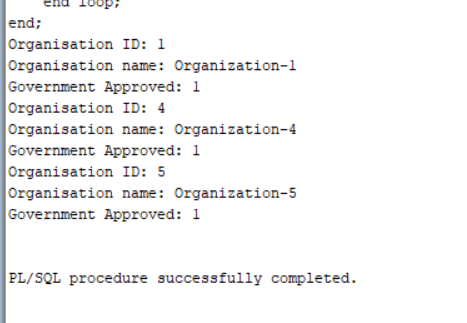 end loop;
end;
Organisation ID: 1
Organisation name: Organization-1
Government Approved: 1
Organisation ID: 4
Organisation name: Organization-4
Government Approved: 1
Organisation ID: 5
Organisation name: Organization-5
Government Approved: 1
PL/SQL procedure successfully completed.